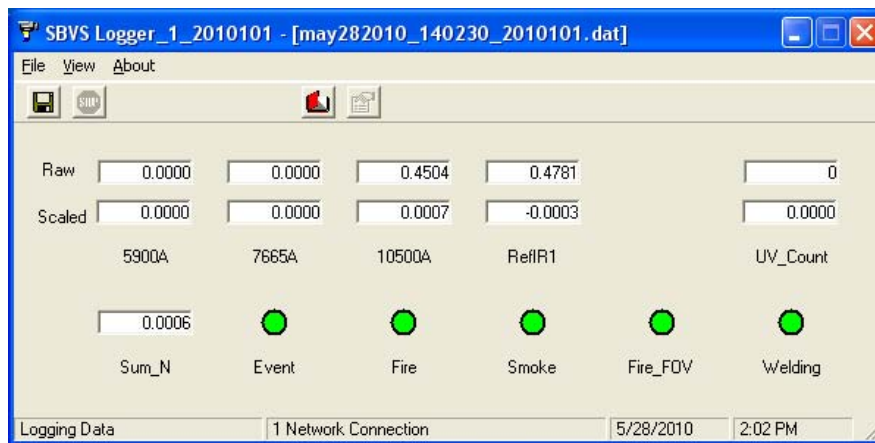 SBVS Logger_1_2010101 - [may282010_140230_2010101.dat]
File View About
STOP
Raw 0.0000 0.0000 0.4504 0.4781 0
Scaled 0.0000 0.0000 0.0007 -0.0003 0.0000
5900A 7665A 10500A RefIR1 UV_Count
0.0006
Sum_N Event Fire Smoke Fire_FOV Welding
Logging Data 1 Network Connection 5/28/2010 2:02 PM